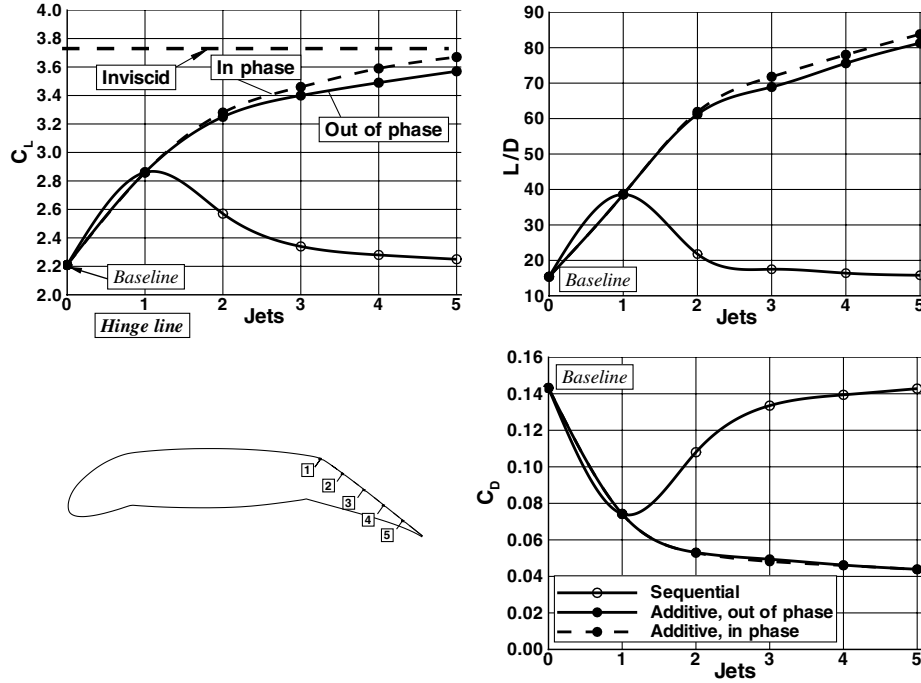 4.0
3.8
3.6
3.4
3.2
3.0
2.8
2.6
2.4
2.2
2.0
C_L
Inviscid
In phase
Out of phase
Baseline
0 1 2 3 4 5
Hinge line
Jets
90
80
70
60
50
40
30
20
10
L/D
Baseline
0 1 2 3 4 5
Jets
1
2
3
4
5
0.16
0.14
0.12
0.10
0.08
0.06
0.04
0.02
0.00
C_D
Baseline
Sequential
Additive, out of phase
Additive, in phase
0 1 2 3 4 5
Jets